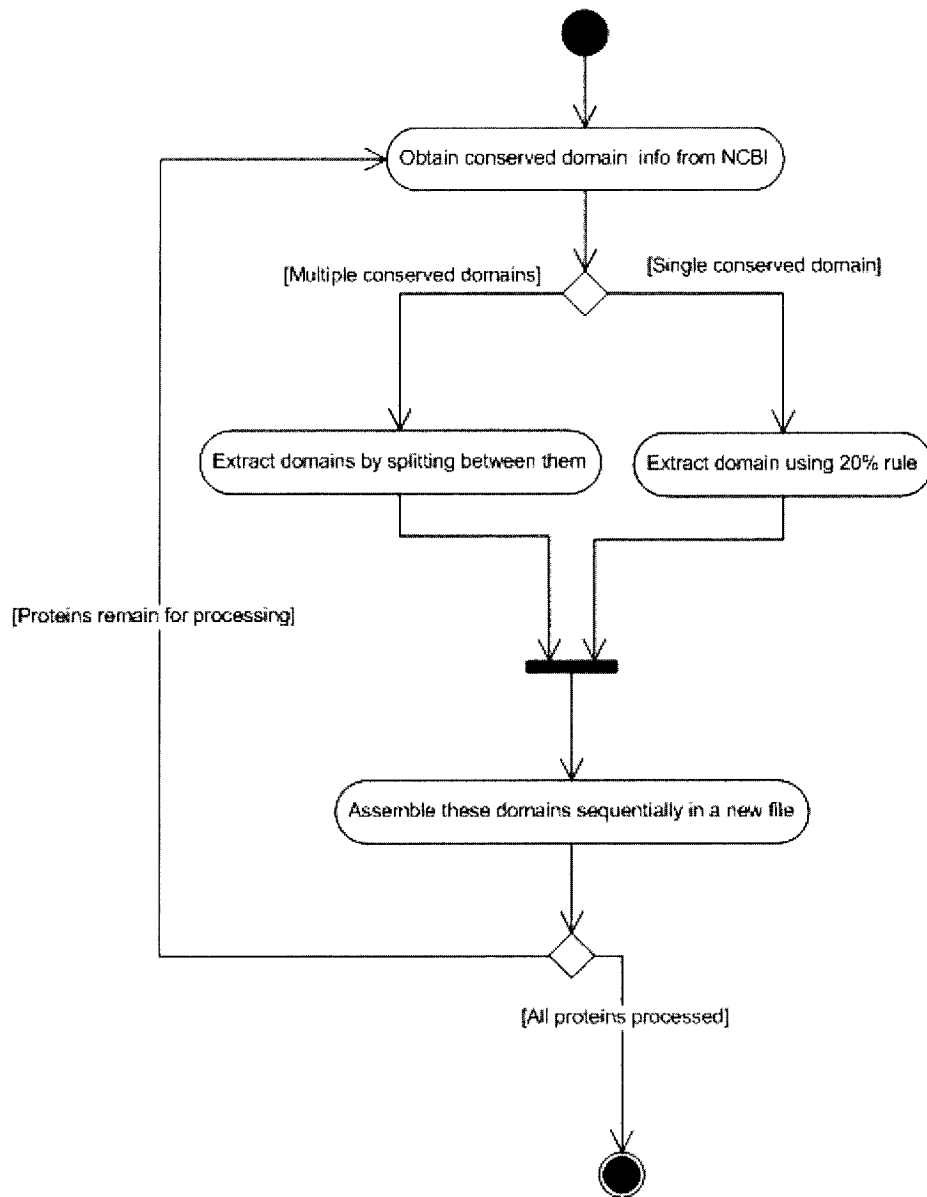 Obtain conserved domain info from NCBI
[Multiple conserved domains]
[Single conserved domain]
Extract domains by splitting between them
Extract domain using 20% rule
[Proteins remain for processing]
Assemble these domains sequentially in a new file
[All proteins processed]